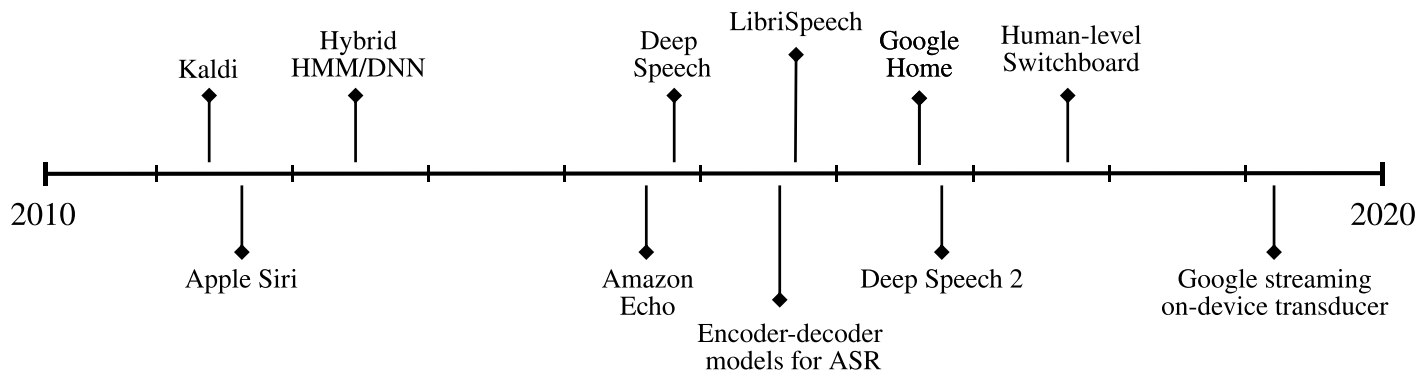 LibriSpeech
Hybrid
HMM/DNN
Deep
Speech
Google
Home
Human-level
Switchboard
Kaldi
2010
2020
Apple Siri
Amazon
Echo
Deep Speech 2
Google streaming
on-device transducer
Encoder-decoder
models for ASR